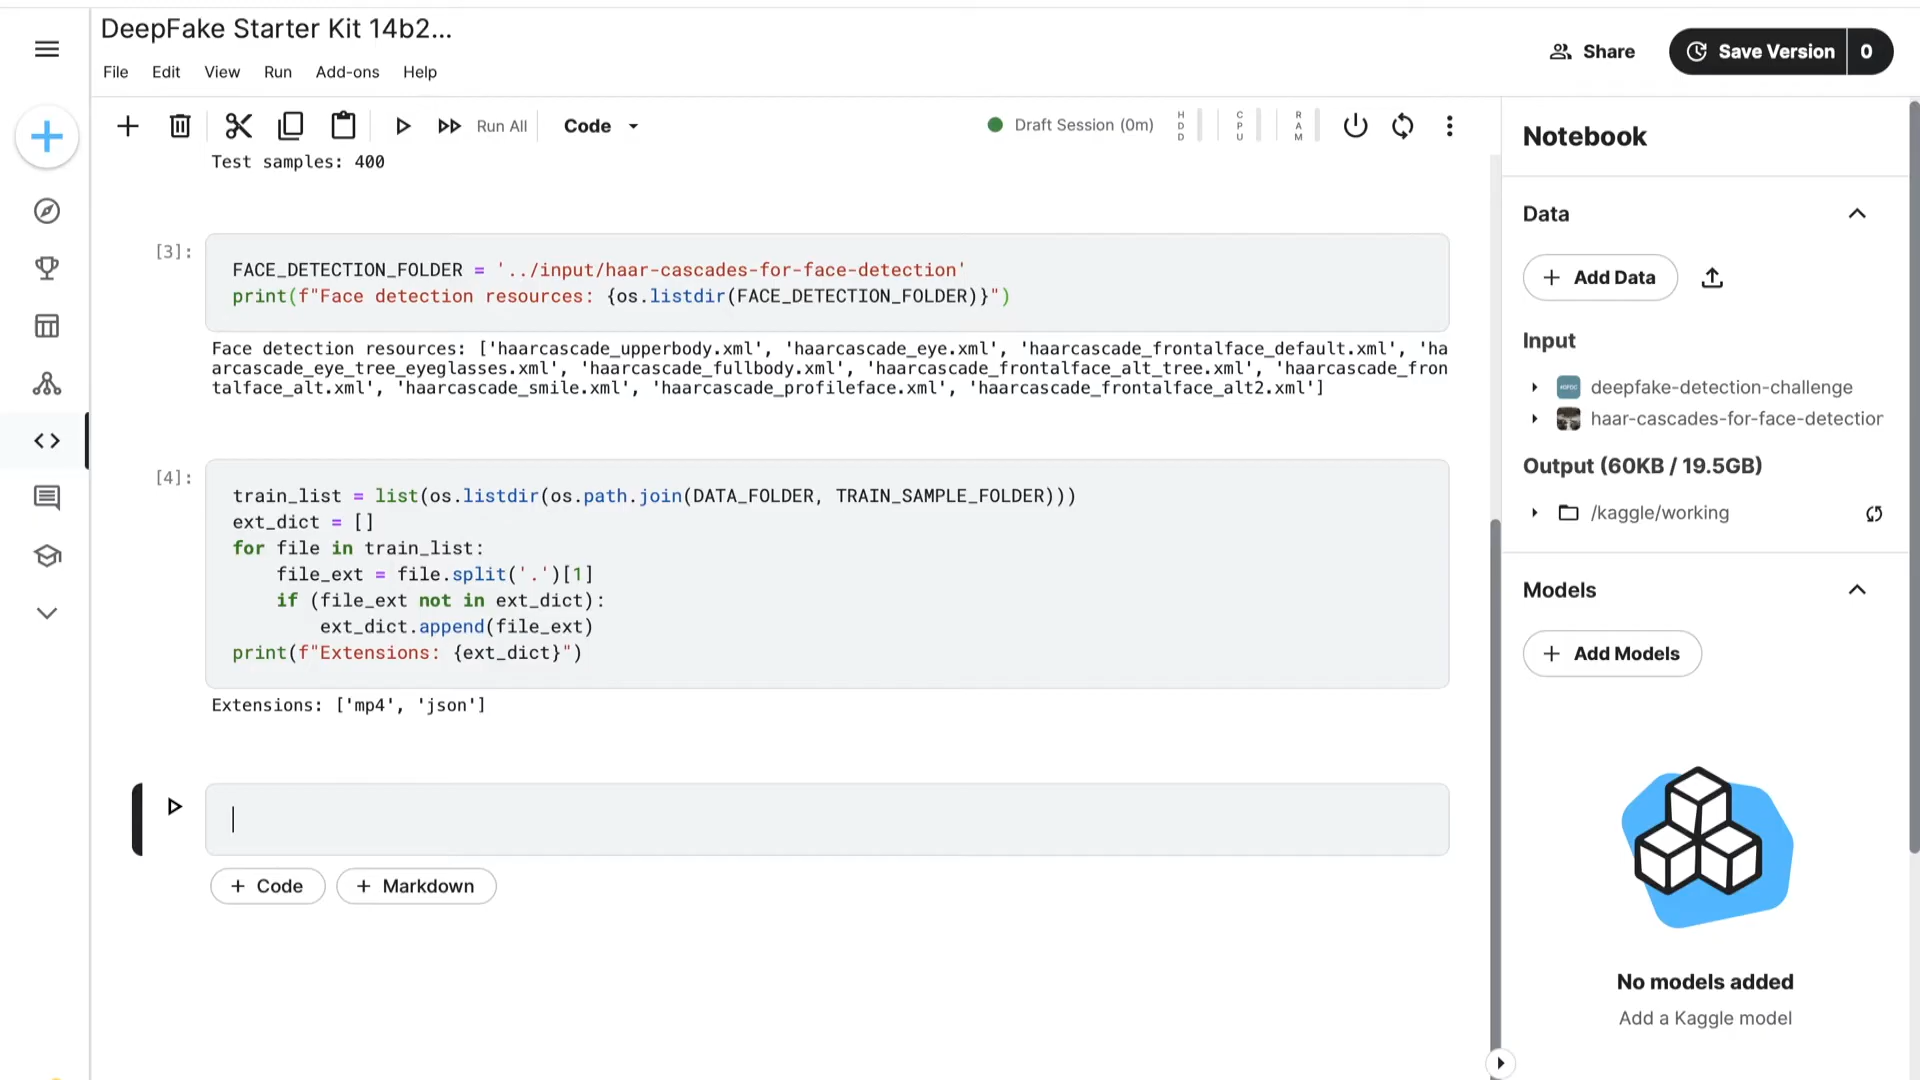 DeepFake Starter Kit 14b2...
File Edit View Run Add-ons Help
Share
Save Version 0
Run All
Code
Draft Session (0m)
HDD
CPU
RAM
Test samples: 400
[3]:
FACE_DETECTION_FOLDER = '../input/haar-cascades-for-face-detection'
print(f"Face detection resources: {os.listdir(FACE_DETECTION_FOLDER)}")
Face detection resources: ['haarcascade_upperbody.xml', 'haarcascade_eye.xml', 'haarcascade_frontalface_default.xml', 'ha
arcascade_eye_tree_eyeglasses.xml', 'haarcascade_fullbody.xml', 'haarcascade_frontalface_alt_tree.xml', 'haarcascade_fron
talface_alt.xml', 'haarcascade_smile.xml', 'haarcascade_profileface.xml', 'haarcascade_frontalface_alt2.xml']
[4]:
train_list = list(os.listdir(os.path.join(DATA_FOLDER, TRAIN_SAMPLE_FOLDER)))
ext_dict = []
for file in train_list:
    file_ext = file.split('.')[1]
    if (file_ext not in ext_dict):
        ext_dict.append(file_ext)
print(f"Extensions: {ext_dict}")
Extensions: ['mp4', 'json']
+ Code
+ Markdown
Notebook
Data
+ Add Data
Input
deepfake-detection-challenge
haar-cascades-for-face-detection
Output (60KB / 19.5GB)
/kaggle/working
Models
+ Add Models
No models added
Add a Kaggle model